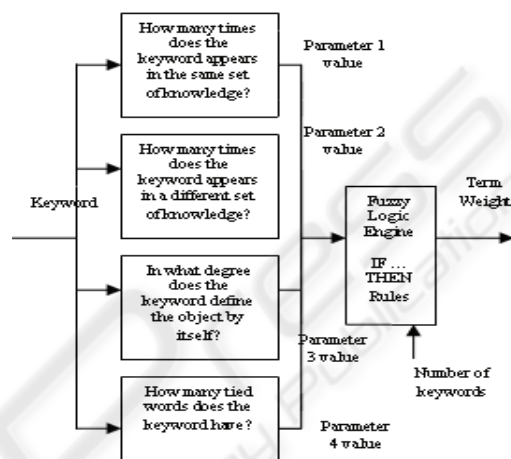 How many times
does the
keyword appears
in the same set
of knowledge?
Parameter 1
value
How many times
does the
keyword appears
in a different set
of knowledge?
Parameter 2
value
Keyword
In what degree
does the
keyword define
the object by
itself?
Parameter
3 value
How many tied
words does the
keyword have?
Parameter
4 value
Fuzzy
Logic
Engine
IF ...
THEN
Rules
Term
Weight
Number of
keywords